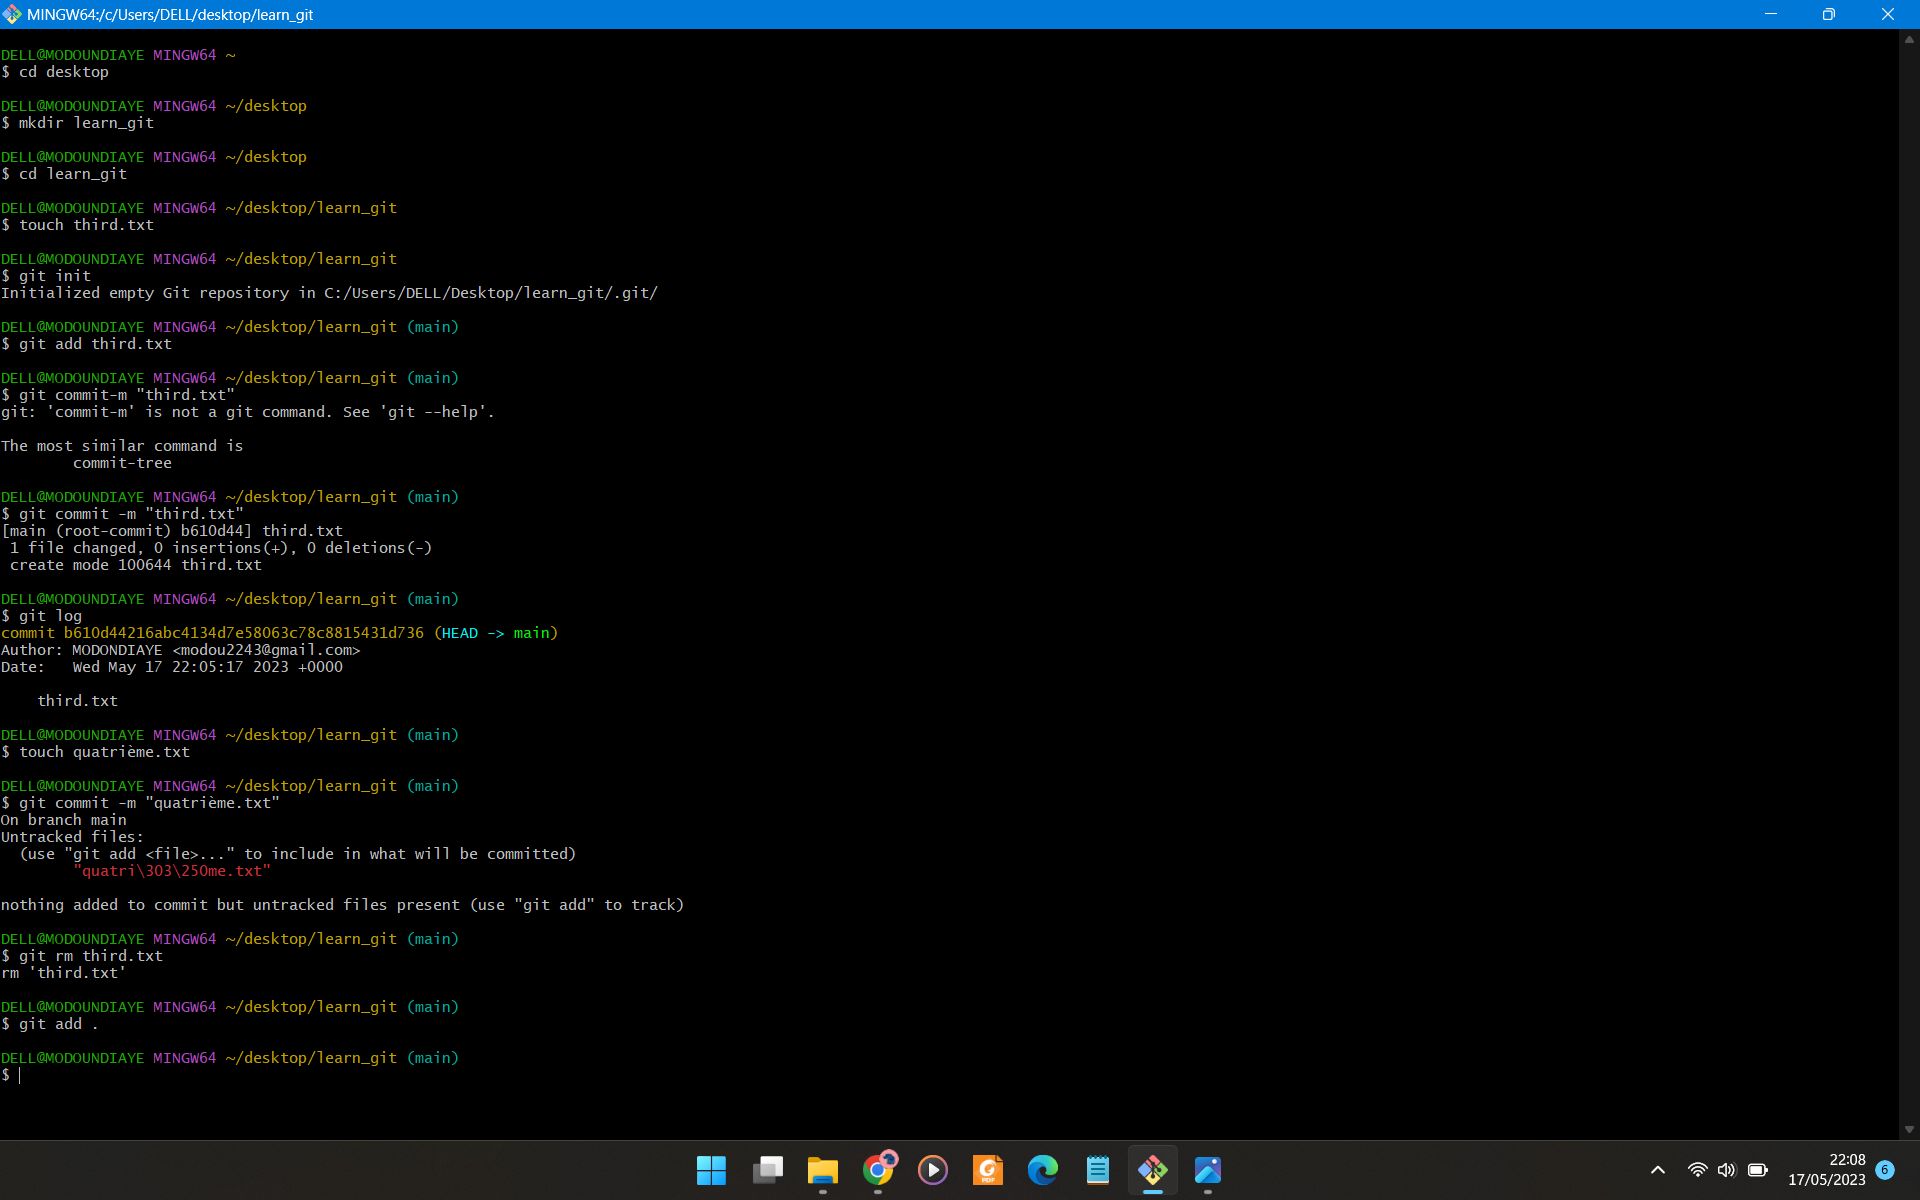 MINGW64:/c/Users/DELL/desktop/learn_git
DELL@MODOUNDIAYE MINGW64 ~
$ cd desktop
DELL@MODOUNDIAYE MINGW64 ~/desktop
$ mkdir learn_git
DELL@MODOUNDIAYE MINGW64 ~/desktop
$ cd learn_git
DELL@MODOUNDIAYE MINGW64 ~/desktop/learn_git
$ touch third.txt
DELL@MODOUNDIAYE MINGW64 ~/desktop/learn_git
$ git init
Initialized empty Git repository in C:/Users/DELL/Desktop/learn_git/.git/
DELL@MODOUNDIAYE MINGW64 ~/desktop/learn_git (main)
$ git add third.txt
DELL@MODOUNDIAYE MINGW64 ~/desktop/learn_git (main)
$ git commit-m "third.txt"
git: 'commit-m' is not a git command. See 'git --help'.
The most similar command is
commit-tree
DELL@MODOUNDIAYE MINGW64 ~/desktop/learn_git (main)
$ git commit -m "third.txt"
[main (root-commit) b610d44] third.txt
1 file changed, 0 insertions(+), 0 deletions(-)
create mode 100644 third.txt
DELL@MODOUNDIAYE MINGW64 ~/desktop/learn_git (main)
$ git log
commit b610d44216abc4134d7e58063c78c8815431d736 (HEAD -> main)
Author: MODONDIAYE <modou2243@gmail.com>
Date:   Wed May 17 22:05:17 2023 +0000
third.txt
DELL@MODOUNDIAYE MINGW64 ~/desktop/learn_git (main)
$ touch quatrième.txt
DELL@MODOUNDIAYE MINGW64 ~/desktop/learn_git (main)
$ git commit -m "quatrième.txt"
On branch main
Untracked files:
(use "git add <file>..." to include in what will be committed)
"quatri\303\250me.txt"
nothing added to commit but untracked files present (use "git add" to track)
DELL@MODOUNDIAYE MINGW64 ~/desktop/learn_git (main)
$ git rm third.txt
rm 'third.txt'
DELL@MODOUNDIAYE MINGW64 ~/desktop/learn_git (main)
$ git add .
DELL@MODOUNDIAYE MINGW64 ~/desktop/learn_git (main)
$
PDF
22:08
17/05/2023
6